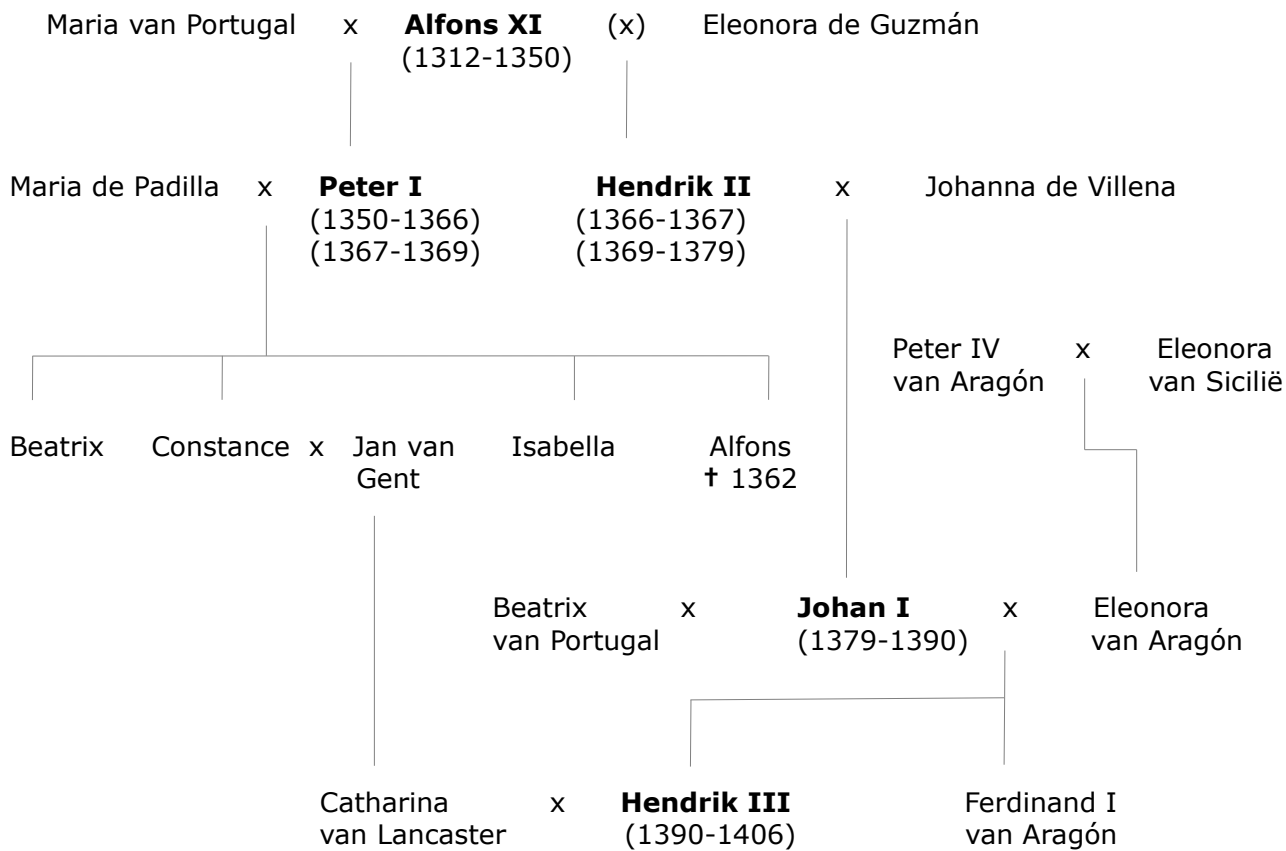 Maria van Portugal x Alfons XI (x) Eleonora de Guzmán
(1312-1350)
Maria de Padilla x Peter I Hendrik II x Johanna de Villena
(1350-1366) (1366-1367)
(1367-1369) (1369-1379)
Peter IV x Eleonora
van Aragón van Sicilië
Beatrix Constance x Jan van Isabella Alfons
Gent ✝ 1362
Beatrix x Johan I x Eleonora
van Portugal (1379-1390) van Aragón
Catharina x Hendrik III Ferdinand I
van Lancaster (1390-1406) van Aragón